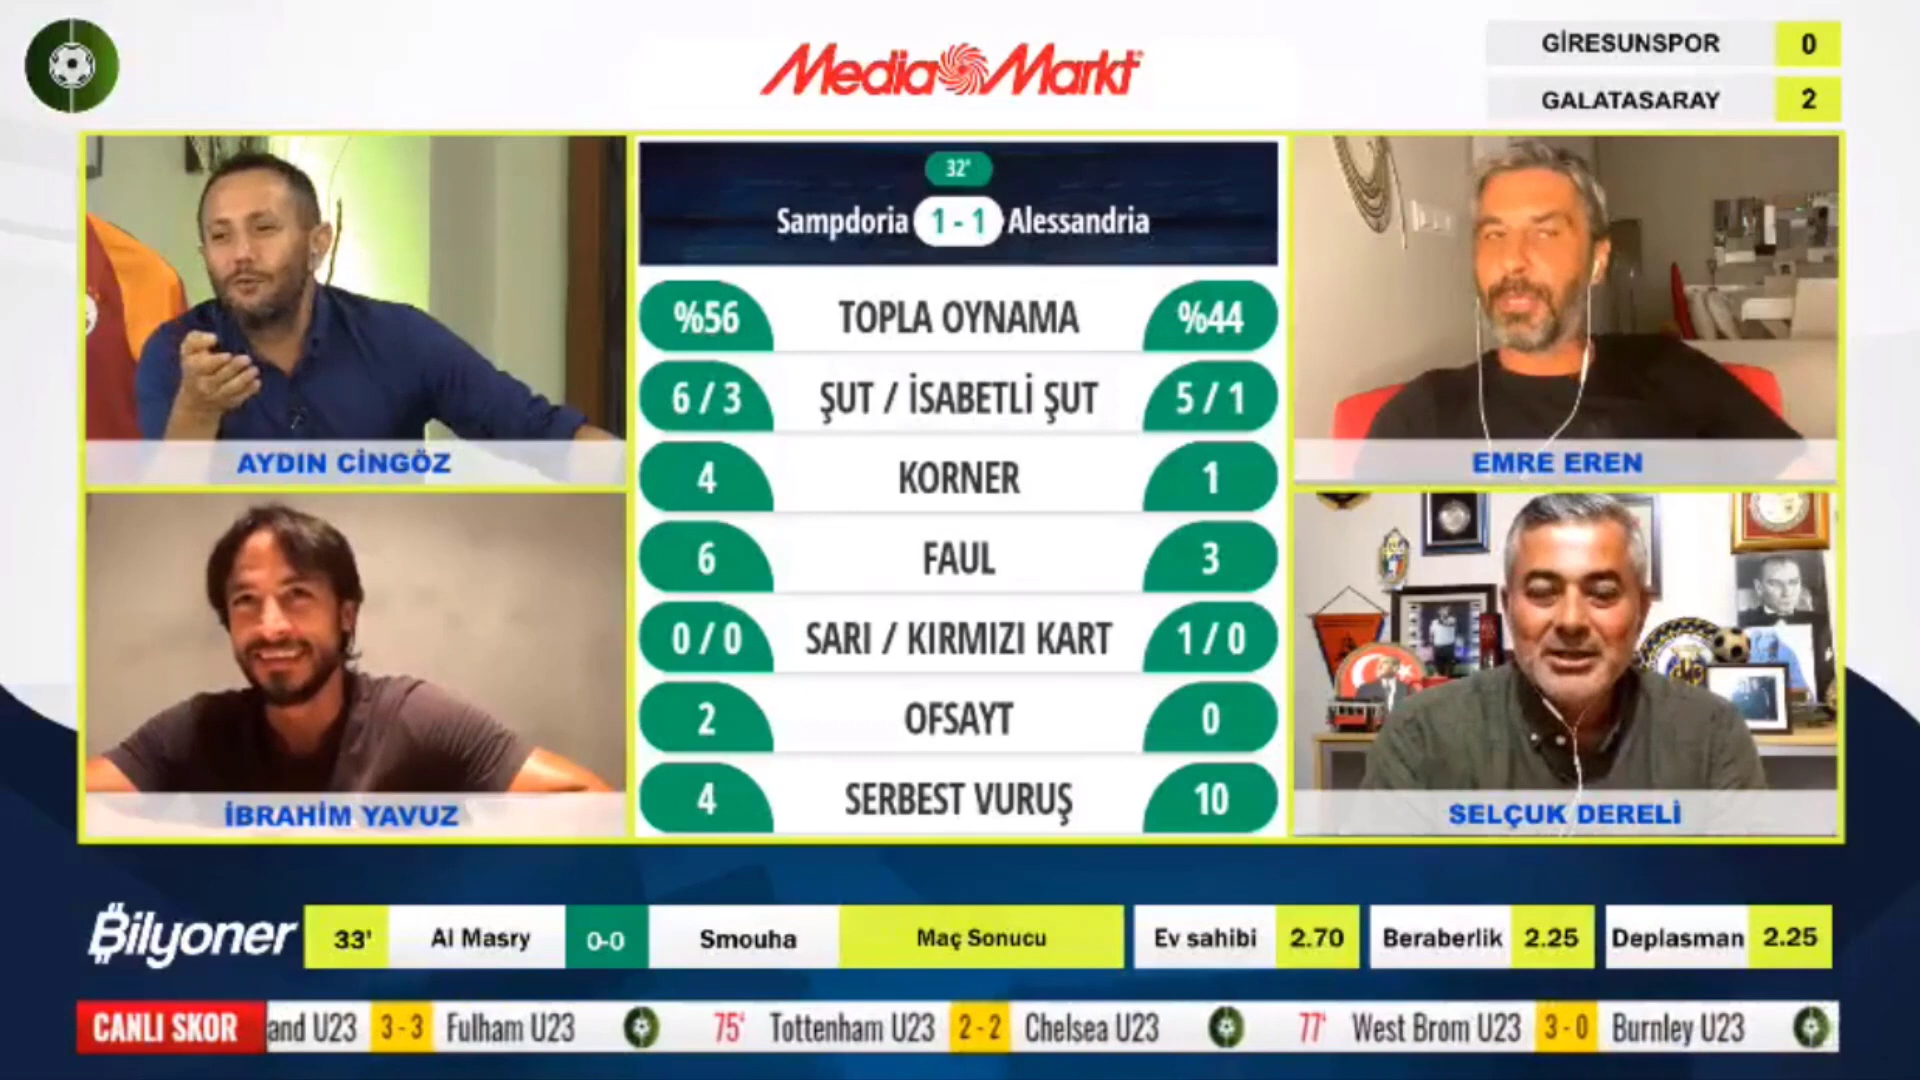 Media Markt
GİRESUNSPOR 0
GALATASARAY 2
32'
Sampdoria 1 - 1 Alessandria
%56 TOPLA OYNAMA %44
6 / 3 ŞUT / İSABETLİ ŞUT 5 / 1
4 KORNER 1
6 FAUL 3
0 / 0 SARI / KIRMIZI KART 1 / 0
2 OFSAYT 0
4 SERBEST VURUŞ 10
AYDIN CİNGÖZ
EMRE EREN
İBRAHİM YAVUZ
SELÇUK DERELİ
Bilyoner 33' Al Masry 0-0 Smouha Maç Sonucu Ev sahibi 2.70 Beraberlik 2.25 Deplasman 2.25
CANLI SKOR and U23 3-3 Fulham U23 75' Tottenham U23 2-2 Chelsea U23 77' West Brom U23 3-0 Burnley U23